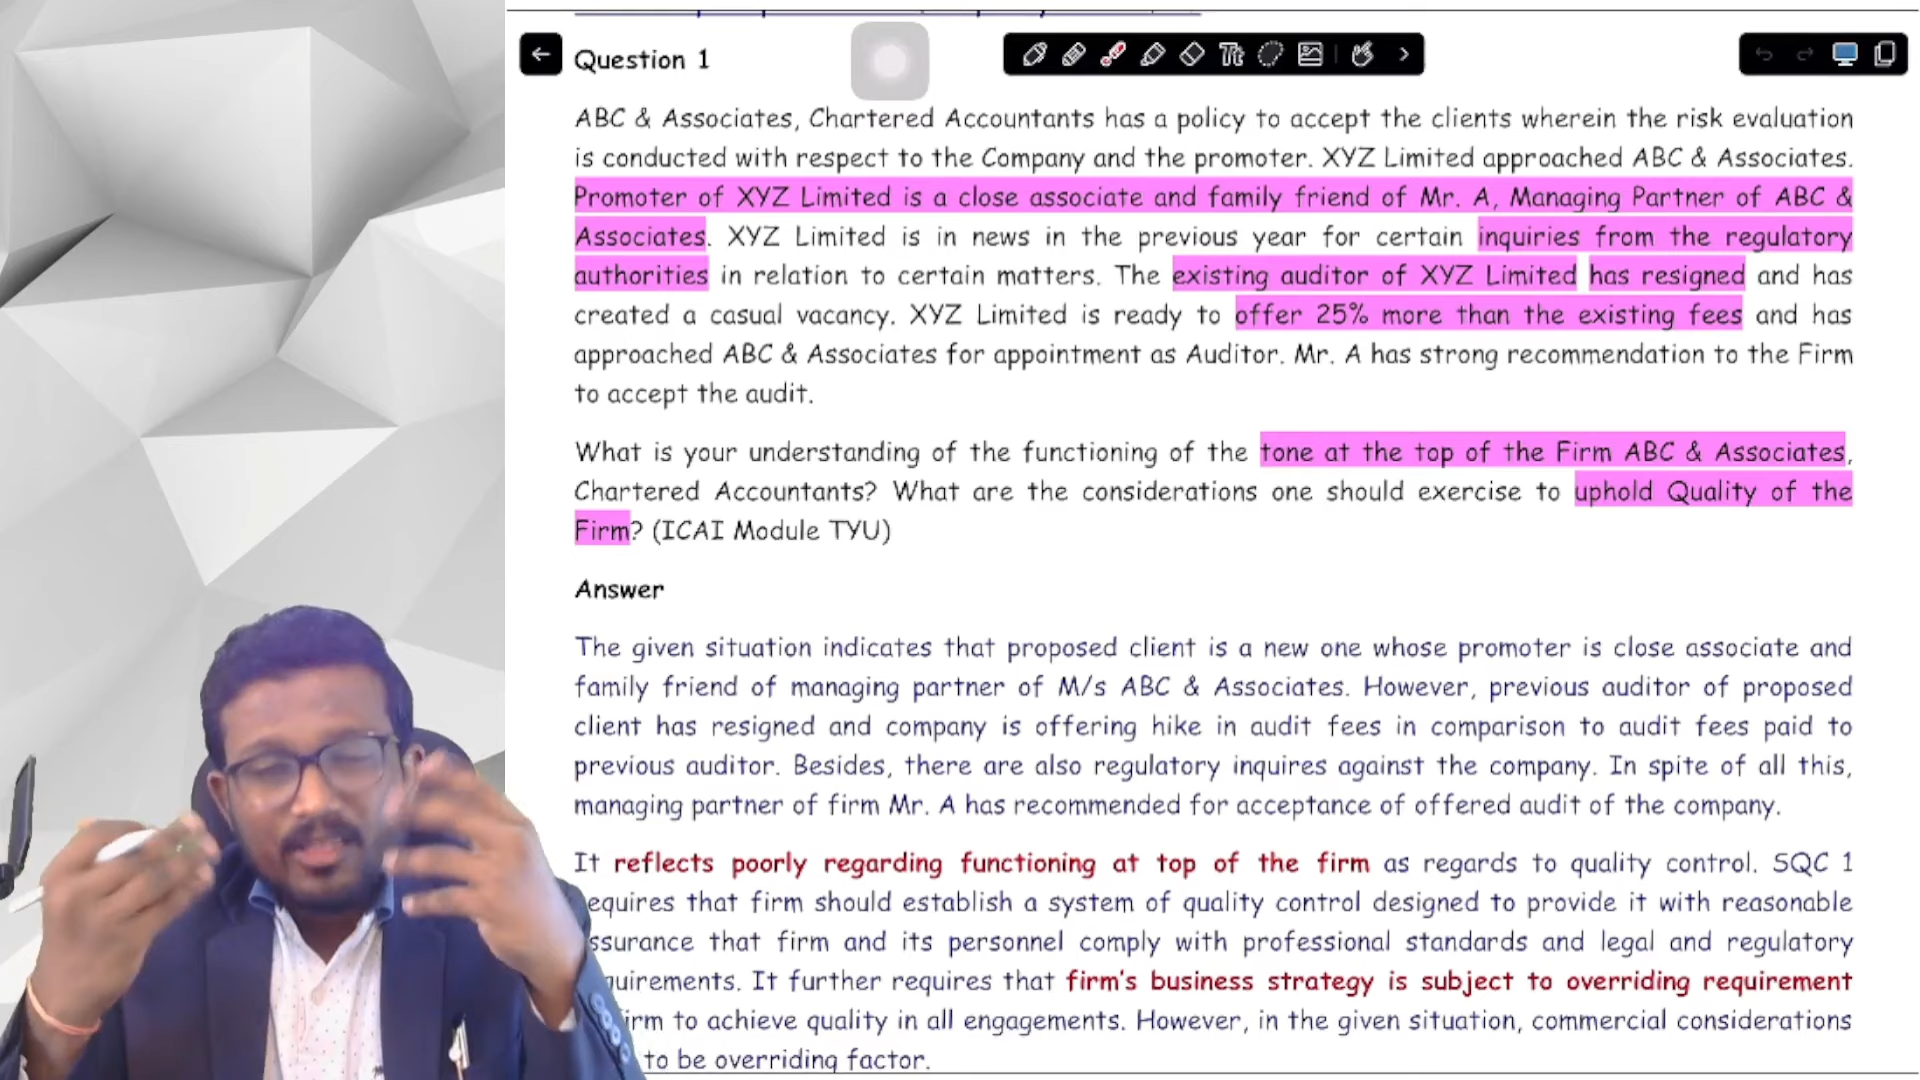 Question 1
ABC & Associates, Chartered Accountants has a policy to accept the clients wherein the risk evaluation
is conducted with respect to the Company and the promoter. XYZ Limited approached ABC & Associates.
Promoter of XYZ Limited is a close associate and family friend of Mr. A, Managing Partner of ABC &
Associates. XYZ Limited is in news in the previous year for certain inquiries from the regulatory
authorities in relation to certain matters. The existing auditor of XYZ Limited has resigned and has
created a casual vacancy. XYZ Limited is ready to offer 25% more than the existing fees and has
approached ABC & Associates for appointment as Auditor. Mr. A has strong recommendation to the Firm
to accept the audit.
What is your understanding of the functioning of the tone at the top of the Firm ABC & Associates,
Chartered Accountants? What are the considerations one should exercise to uphold Quality of the
Firm? (ICAI Module TYU)
Answer
The given situation indicates that proposed client is a new one whose promoter is close associate and
family friend of managing partner of M/s ABC & Associates. However, previous auditor of proposed
client has resigned and company is offering hike in audit fees in comparison to audit fees paid to
previous auditor. Besides, there are also regulatory inquires against the company. In spite of all this,
managing partner of firm Mr. A has recommended for acceptance of offered audit of the company.
It reflects poorly regarding functioning at top of the firm as regards to quality control. SQC 1
equires that firm should establish a system of quality control designed to provide it with reasonable
ssurance that firm and its personnel comply with professional standards and legal and regulatory
quirements. It further requires that firm's business strategy is subject to overriding requirement
irm to achieve quality in all engagements. However, in the given situation, commercial considerations
to be overriding factor.